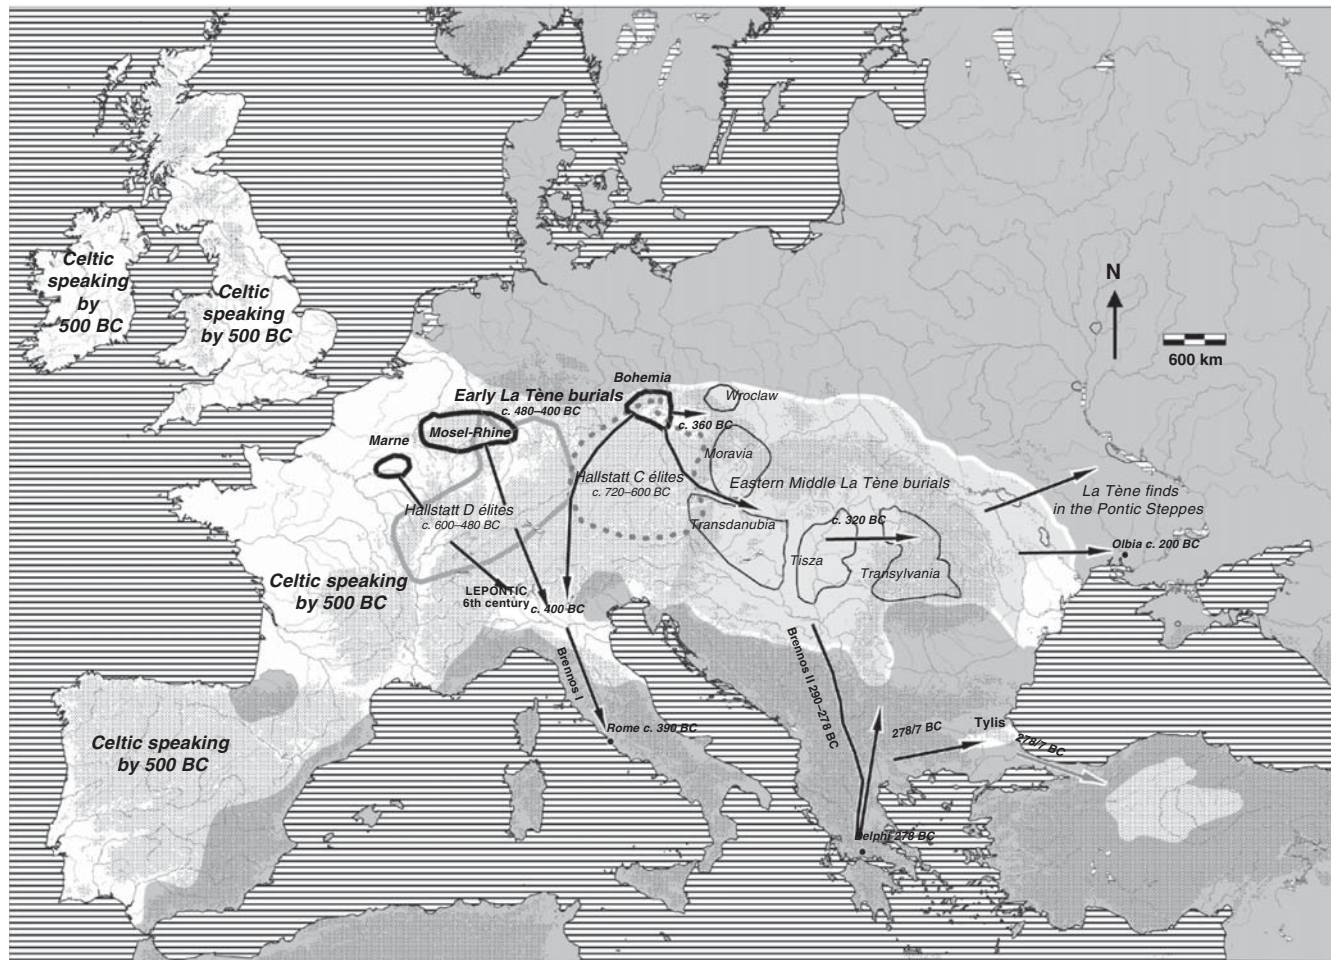 Celtic
speaking
by
500 BC
Celtic
speaking
by 500 BC
N
600 km
Bohemia
Early La Tène burials
c. 480–400 BC
Wroclaw
c. 360 BC
Mosel-Rhine
Marne
Moravia
Hallstatt C élites
c. 720–600 BC
Eastern Middle La Tène burials
La Tène finds
in the Pontic Steppes
Hallstatt D élites
c. 600–480 BC
Transdanubia
c. 320 BC
Olbia c. 200 BC
Tisza
Transylvania
Celtic speaking
by 500 BC
LEPONTIC
6th century
c. 400 BC
Brennos I
Brennos II 290–278 BC
Rome c. 390 BC
Celtic speaking
by 500 BC
278/7 BC
Tylis
278/7 BC
Delphi 278 BC